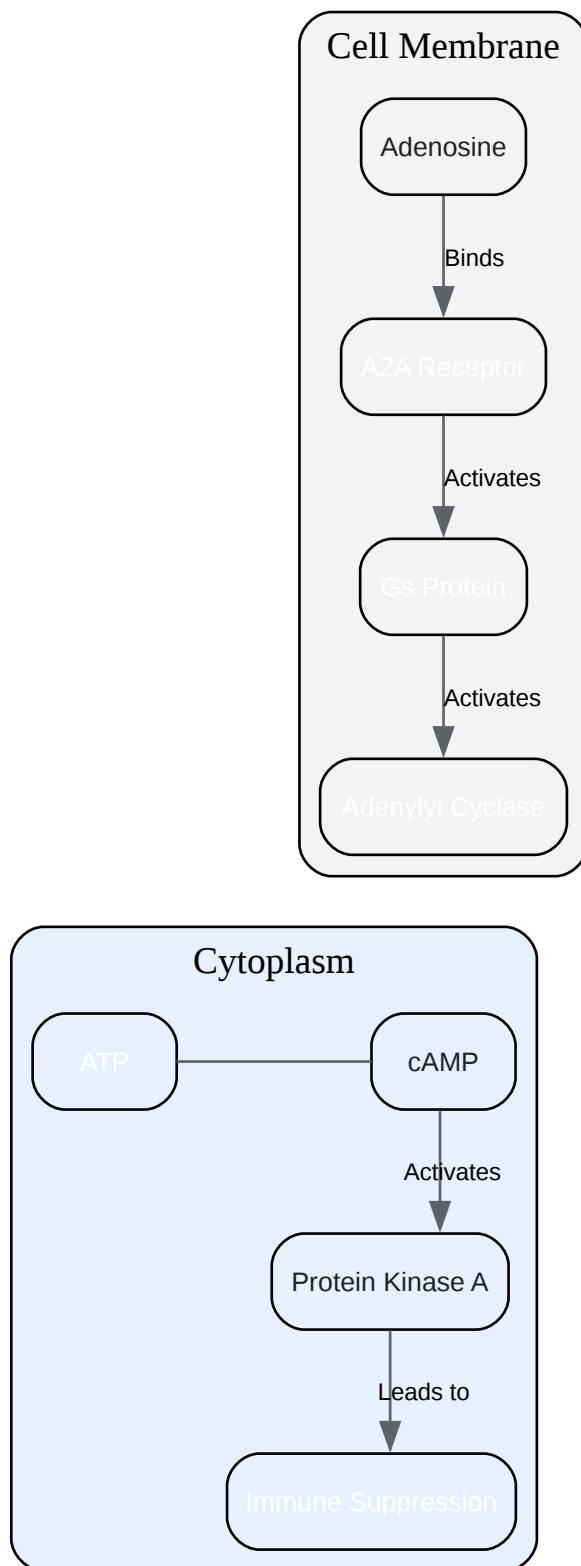 Cell Membrane
Adenosine
Binds
A2A Receptor
Activates
Gs Protein
Activates
Adenylyl Cyclase
Cytoplasm
ATP
cAMP
Activates
Protein Kinase A
Leads to
Immune Suppression